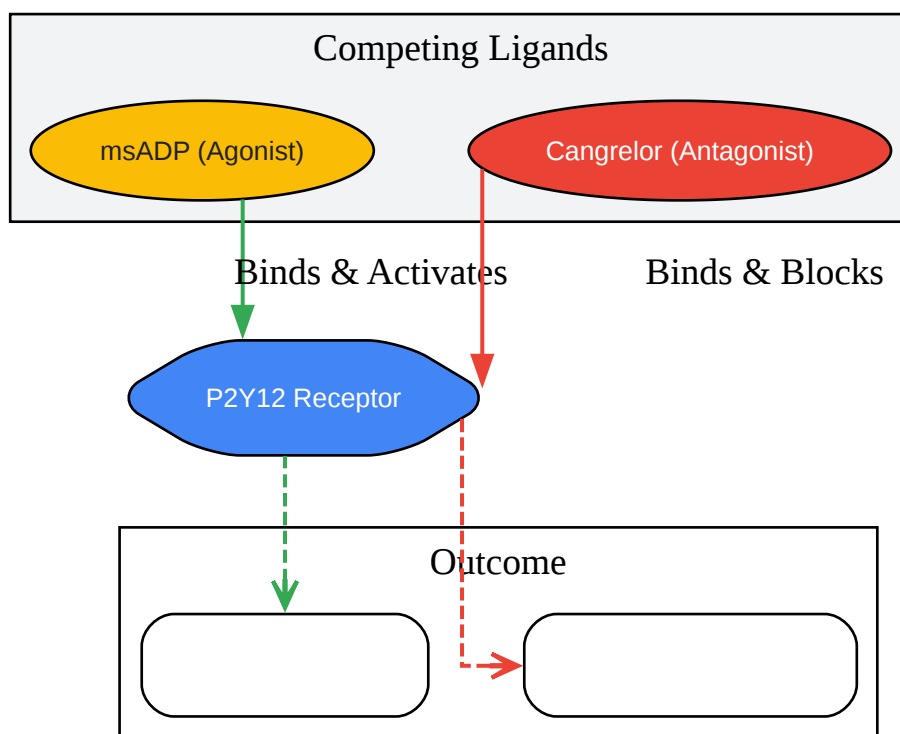 Competing Ligands
msADP (Agonist)
Cangrelor (Antagonist)
Binds & Activates
Binds & Blocks
P2Y12 Receptor
Outcome